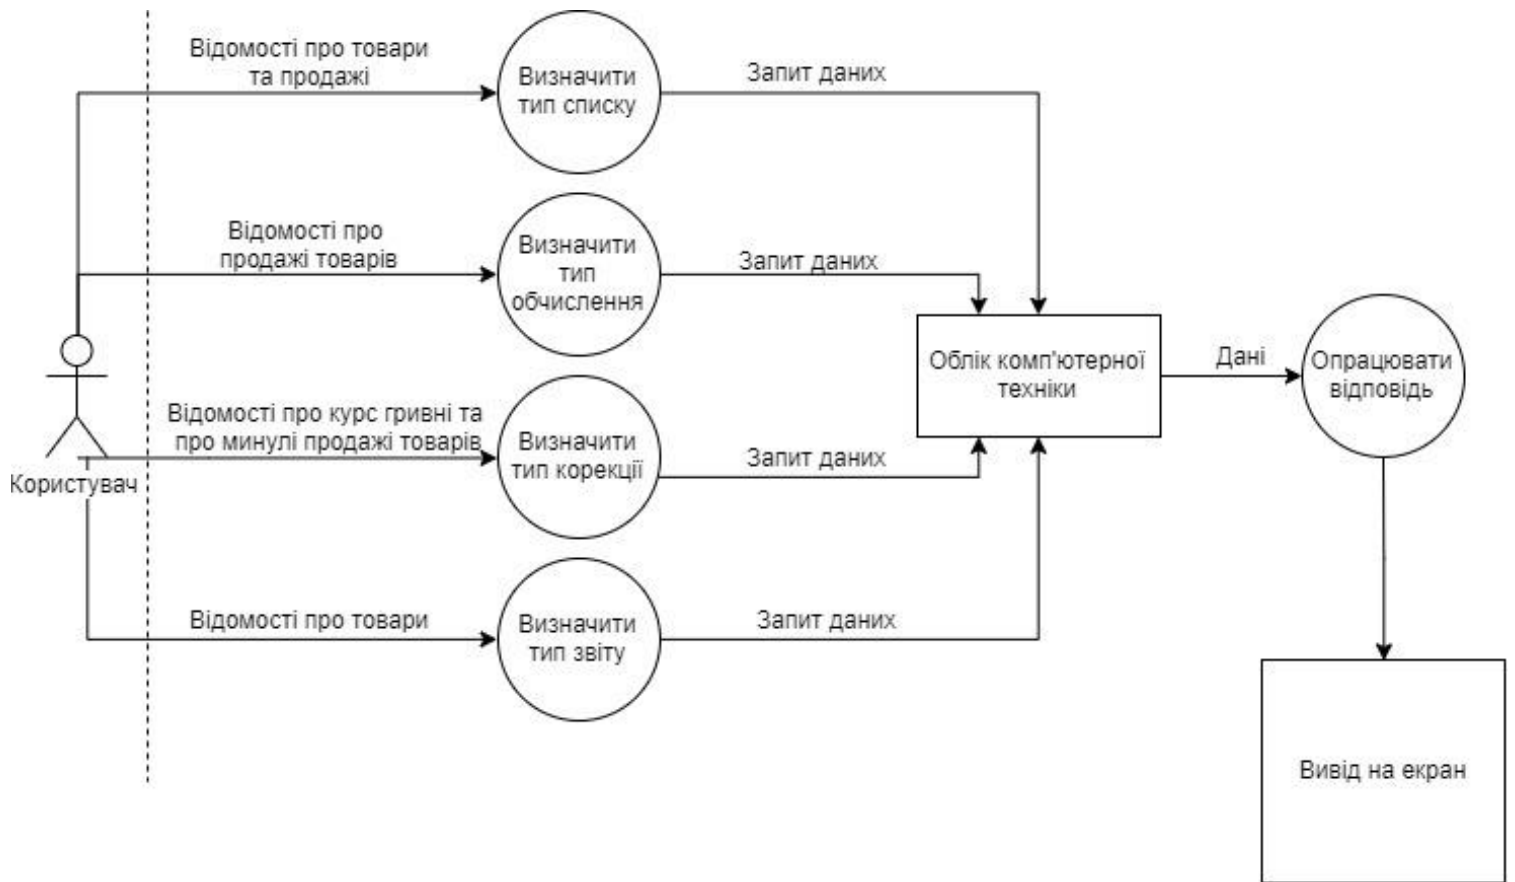 Відомості про товари
та продажі
Визначити
тип списку
Запит даних
Відомості про
продажі товарів
Визначити
тип
обчислення
Запит даних
Облік комп'ютерної
техніки
Дані
Опрацювати
відповідь
Відомості про курс гривні та
про минулі продажі товарів
Визначити
тип корекції
Запит даних
Користувач
Відомості про товари
Визначити
тип звіту
Запит даних
Вивід на екран